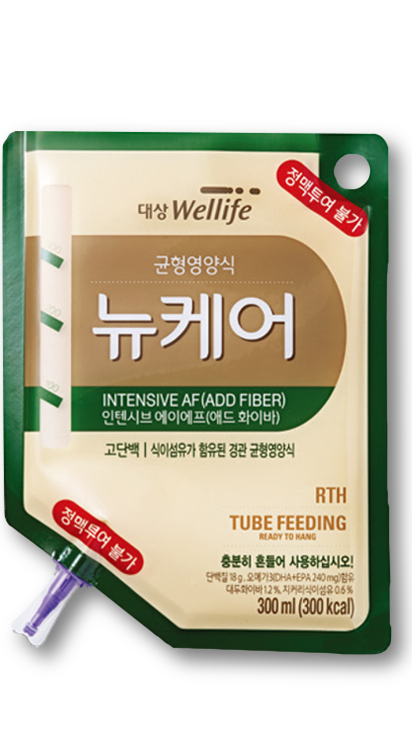 정맥투여 불가
대상 Wellife
균형영양식
뉴케어
INTENSIVE AF(ADD FIBER)
인텐시브 에이에프(애드 화이바)
고단백 | 식이섬유가 함유된 경관 균형영양식
RTH
TUBE FEEDING
READY TO HANG
정맥투여 불가
충분히 흔들어 사용하십시오!
단백질 18 g, 오메가3(DHA+EPA 240 mg)함유
대두화이바 1.2 %, 치커리식이섬유 0.6 %
300 ml (300 kcal)